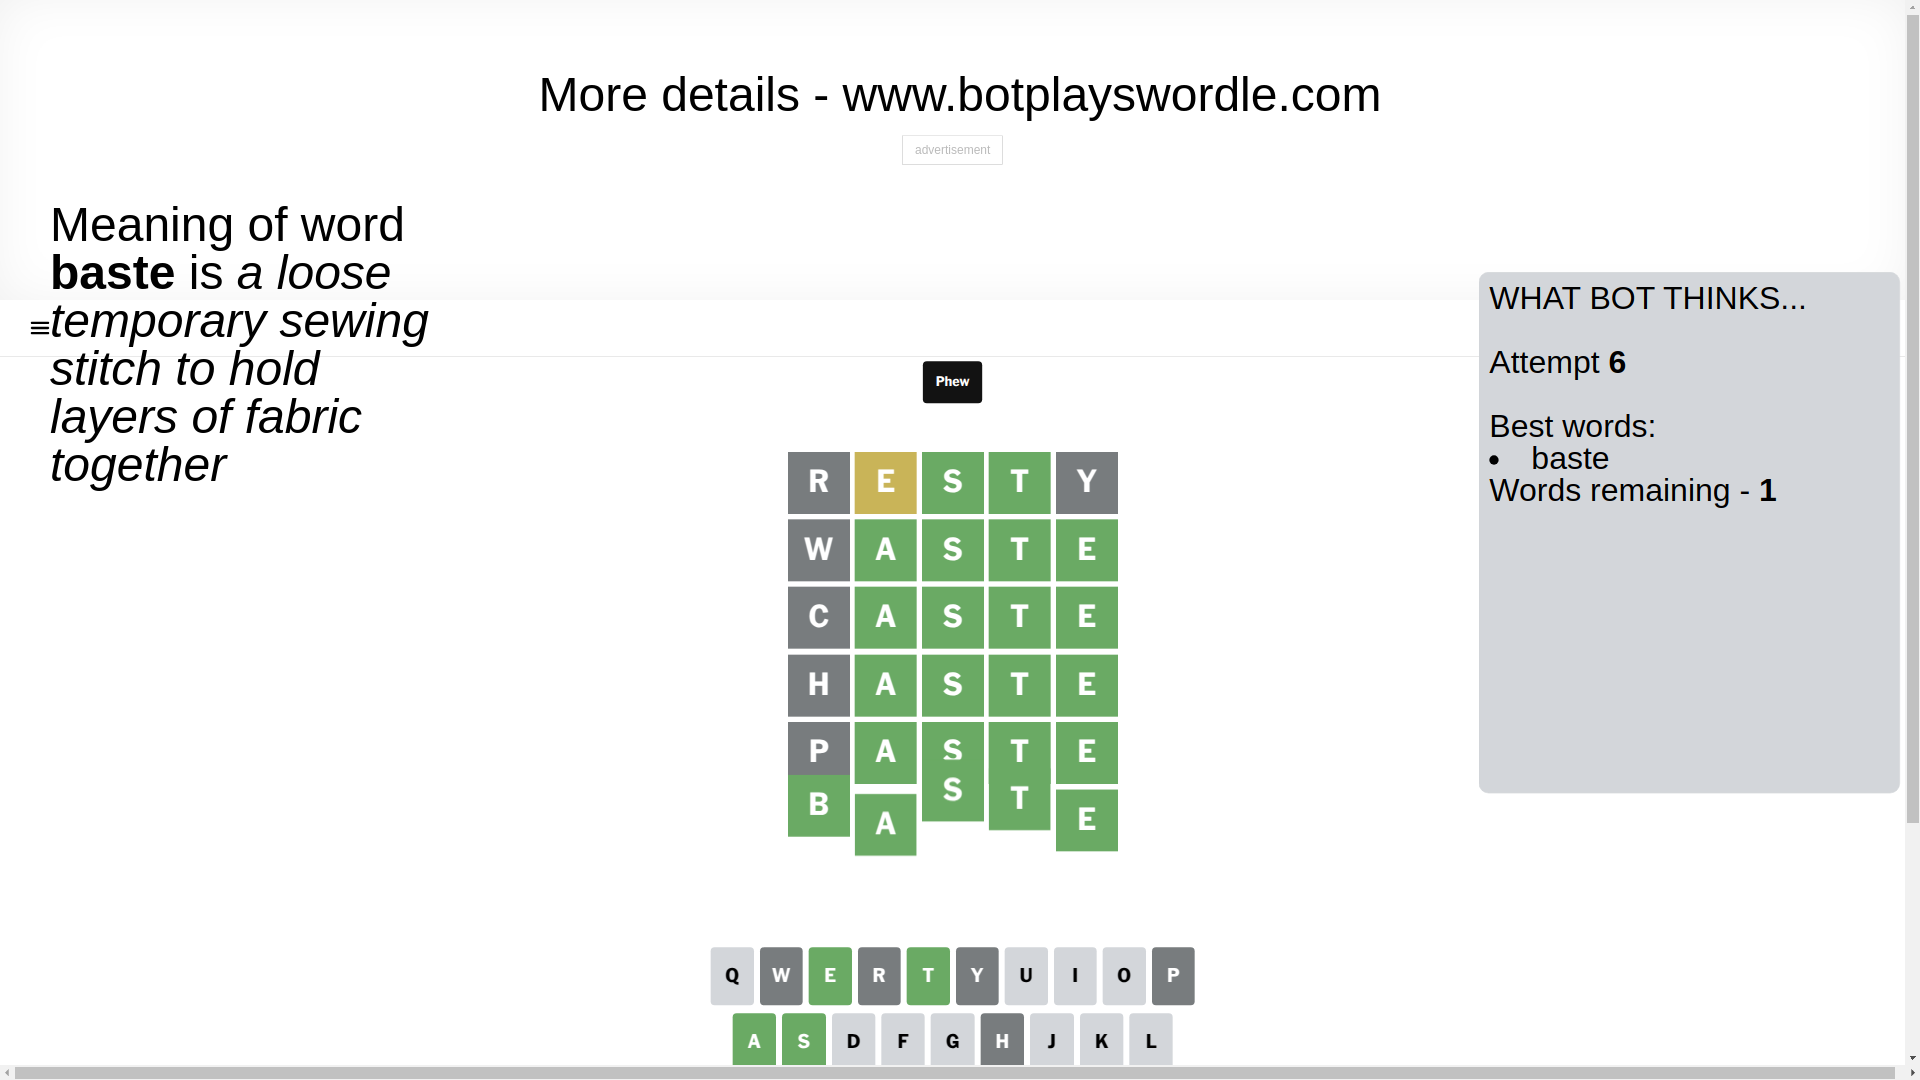 More details - www.botplayswordle.com
advertisement
Meaning of word
baste is a loose
temporary sewing
stitch to hold
layers of fabric
together
WHAT BOT THINKS...
Attempt 6
Best words:
• baste
Words remaining - 1
Phew
R E S T Y
W A S T E
C A S T E
H A S T E
P A S T E
B A S T E
Q W E R T Y U I O P
A S D F G H J K L